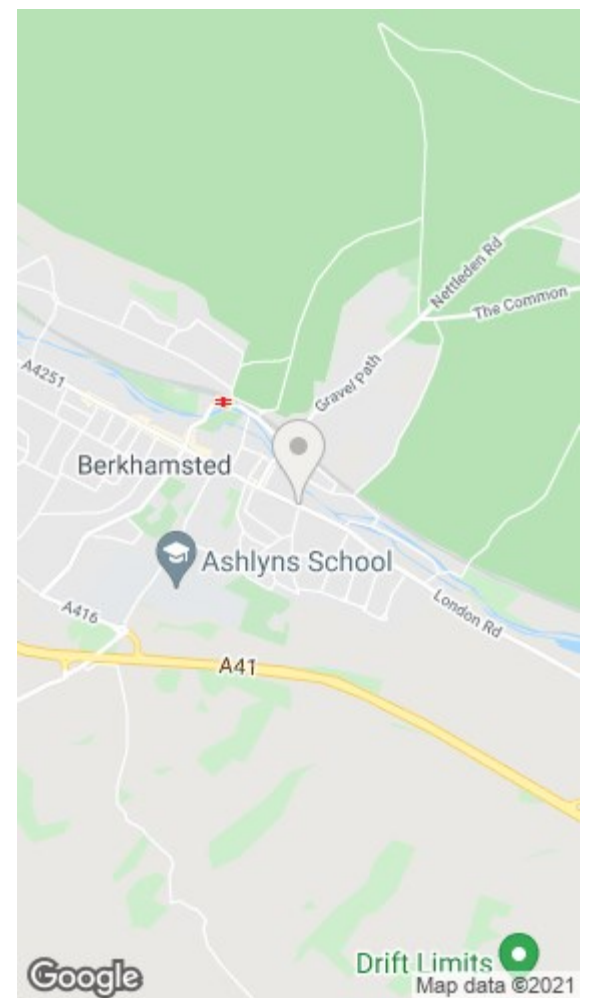 Nettleden Rd
The Common
A4251
Gravel Path
Berkhamsted
Ashlyns School
London Rd
A416
A41
Drift Limits
Google
Map data ©2021